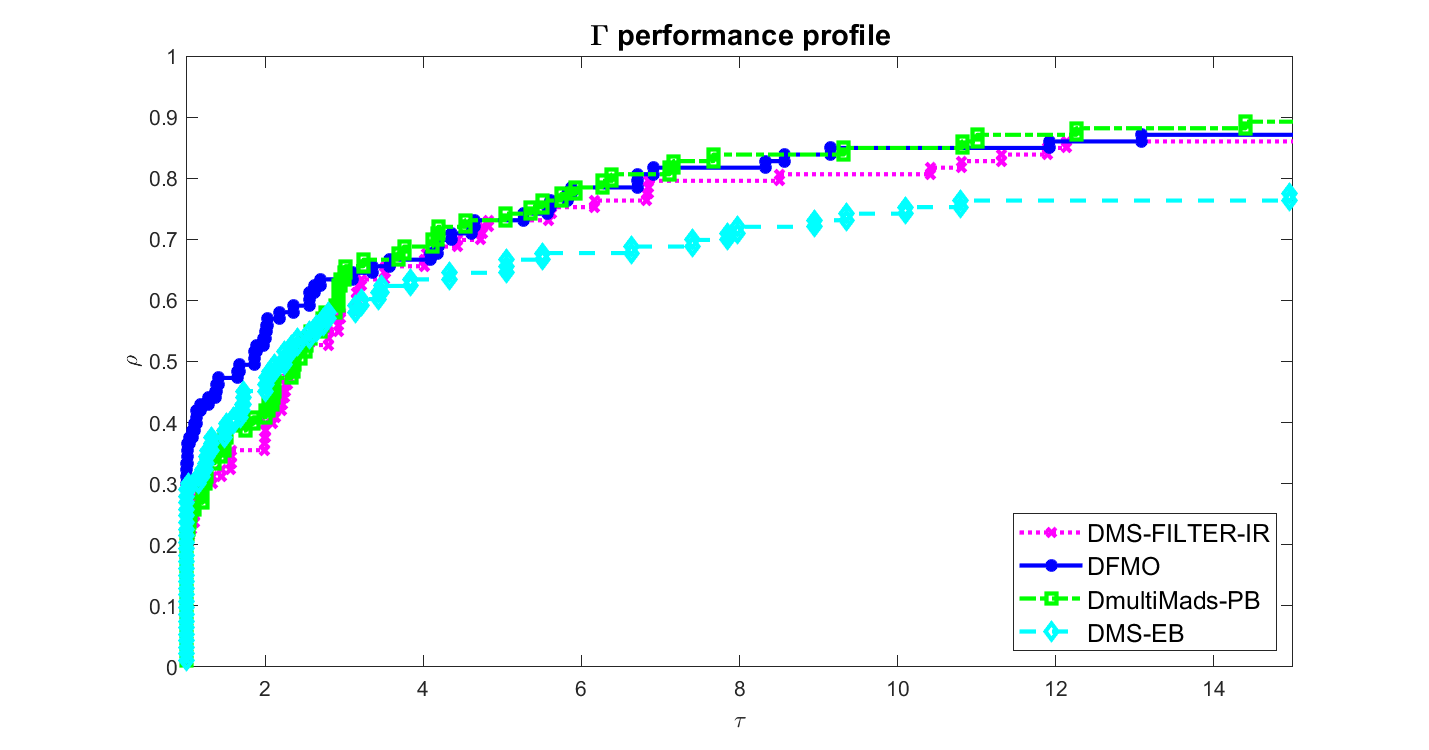 Γ performance profile
1
0.9
0.8
0.7
0.6
0.5
0.4
0.3
0.2
0.1
0
ρ
2 4 6 8 10 12 14
τ
DMS-FILTER-IR
DFMO
DmultiMads-PB
DMS-EB